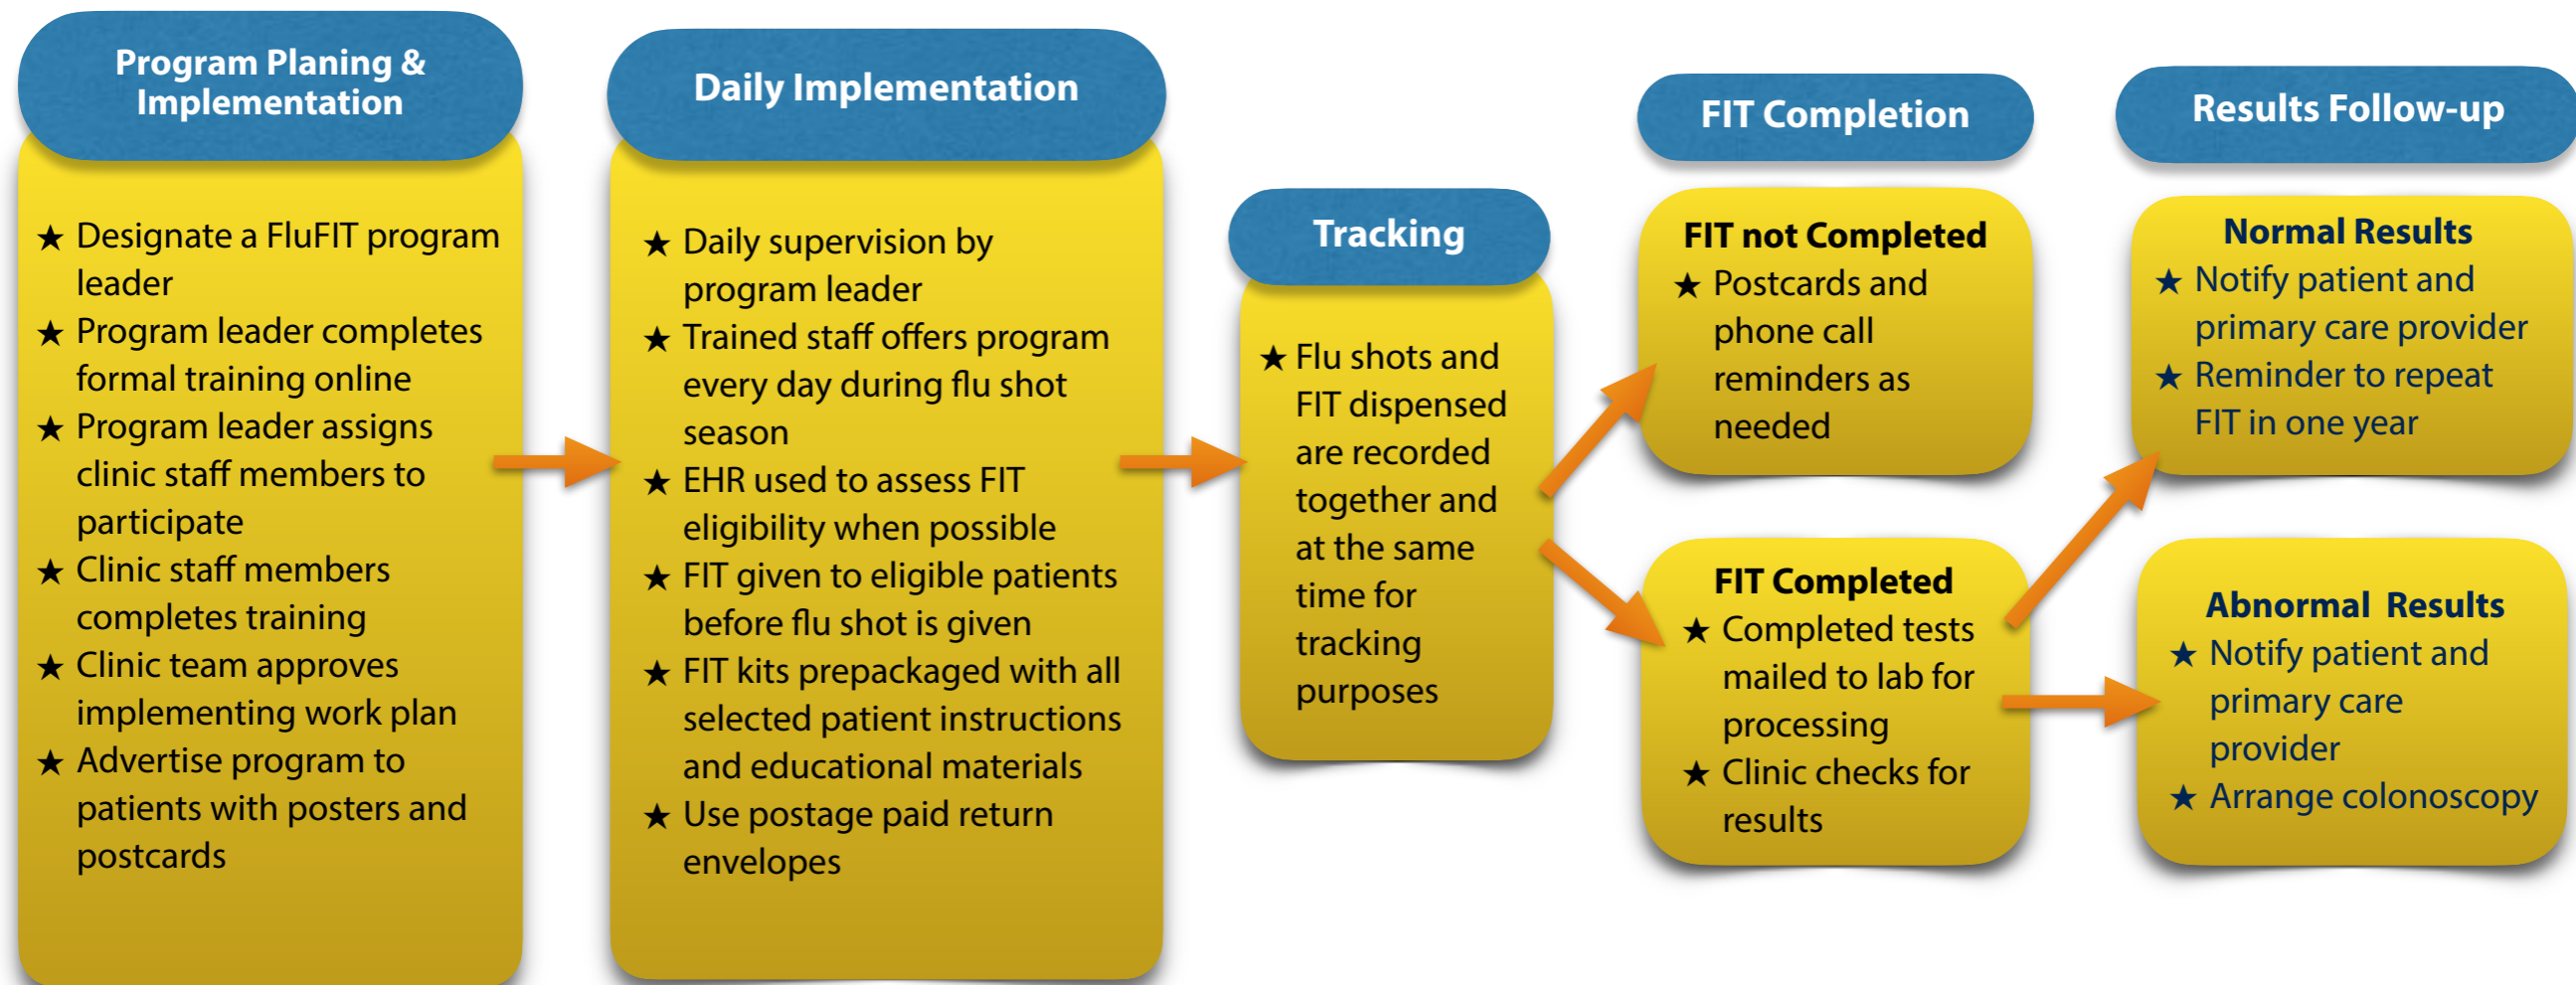 Program Planing &
Implementation
★ Designate a FluFIT program
leader
★ Program leader completes
formal training online
★ Program leader assigns
clinic staff members to
participate
★ Clinic staff members
completes training
★ Clinic team approves
implementing work plan
★ Advertise program to
patients with posters and
postcards
Daily Implementation
★ Daily supervision by
program leader
★ Trained staff offers program
every day during flu shot
season
★ EHR used to assess FIT
eligibility when possible
★ FIT given to eligible patients
before flu shot is given
★ FIT kits prepackaged with all
selected patient instructions
and educational materials
★ Use postage paid return
envelopes
Tracking
★ Flu shots and
FIT dispensed
are recorded
together and
at the same
time for
tracking
purposes
FIT Completion
FIT not Completed
★ Postcards and
phone call
reminders as
needed
FIT Completed
★ Completed tests
mailed to lab for
processing
★ Clinic checks for
results
Results Follow-up
Normal Results
★ Notify patient and
primary care provider
★ Reminder to repeat
FIT in one year
Abnormal Results
★ Notify patient and
primary care
provider
★ Arrange colonoscopy